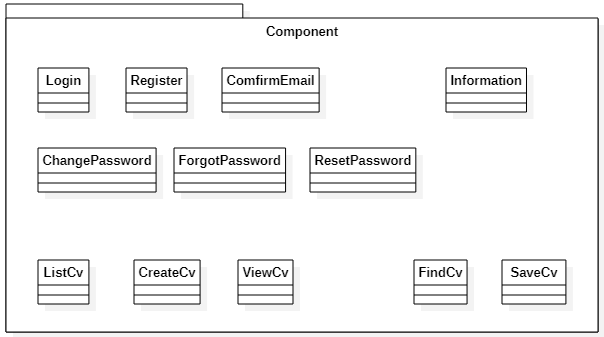 Component
Login Register ComfirmEmail Information
ChangePassword ForgotPassword ResetPassword
ListCv CreateCv ViewCv FindCv SaveCv